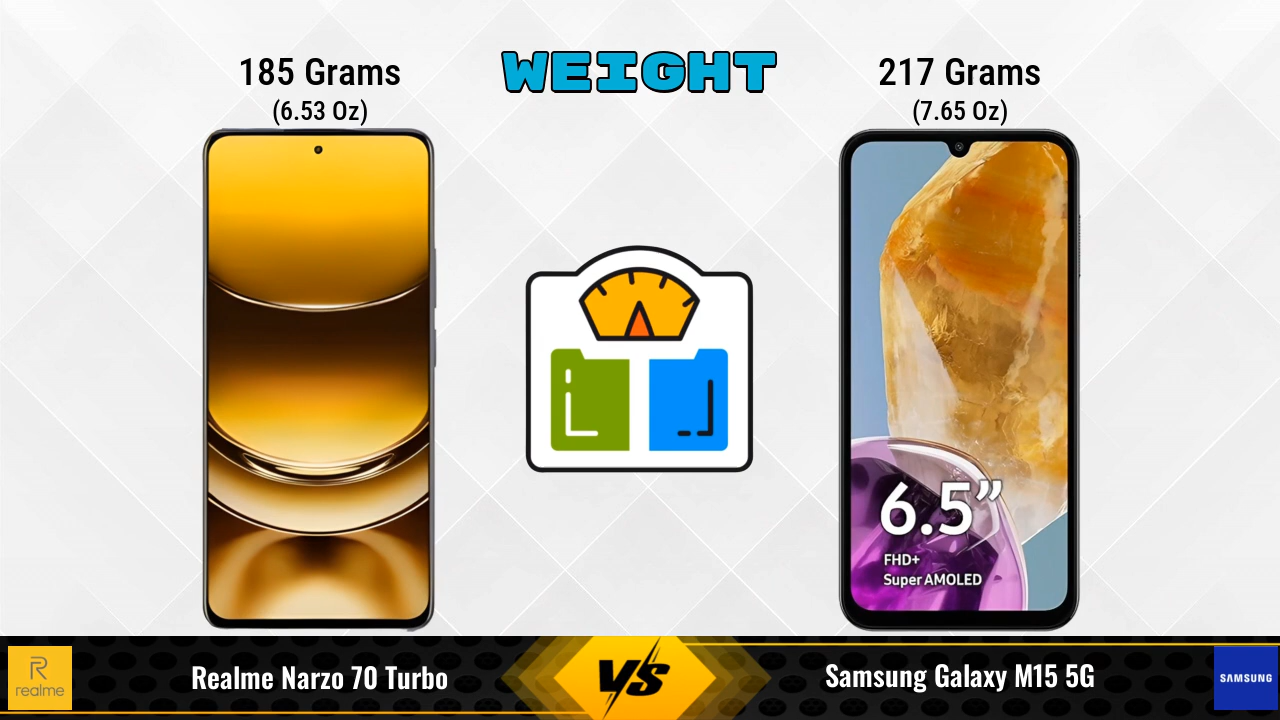 WEIGHT
185 Grams
(6.53 Oz)
217 Grams
(7.65 Oz)
6.5”
FHD+
Super AMOLED
R
realme
Realme Narzo 70 Turbo
VS
Samsung Galaxy M15 5G
SAMSUNG